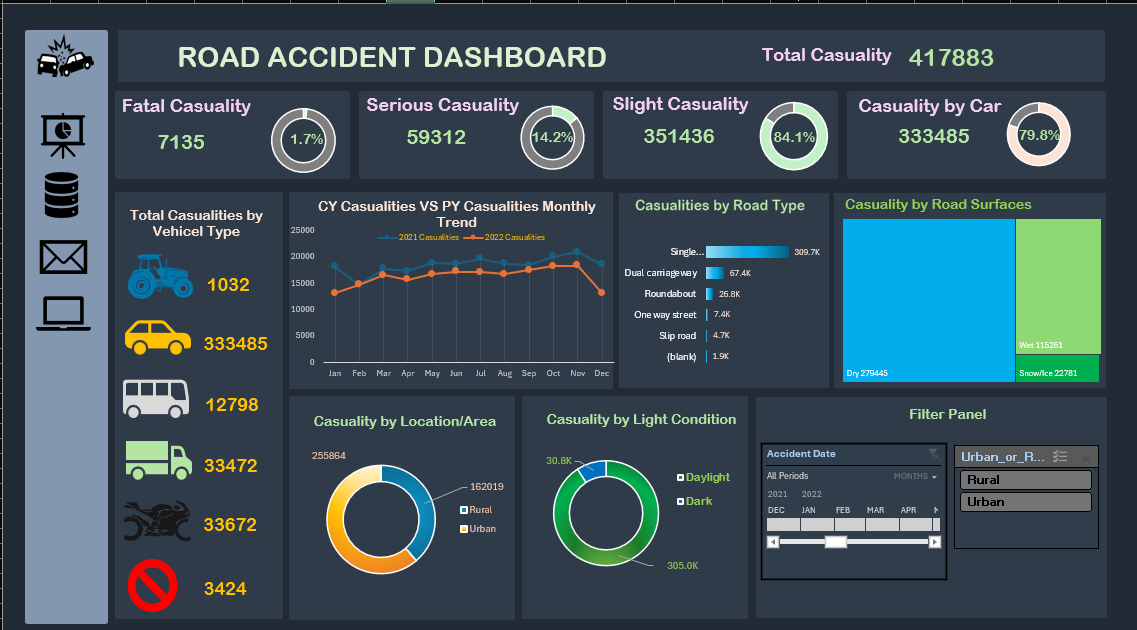 ROAD ACCIDENT DASHBOARD
Total Casuality 417883
Fatal Casuality
7135
1.7%
Serious Casuality
59312
14.2%
Slight Casuality
351436
84.1%
Casuality by Car
333485
79.8%
Total Casualities by
Vehicel Type
1032
333485
12798
33472
33672
3424
CY Casualities VS PY Casualities Monthly
Trend
2021 Casualities 2022 Casualities
25000
20000
15000
10000
5000
0
Jan Feb Mar Apr May Jun Jul Aug Sep Oct Nov Dec
Casualities by Road Type
Single... 309.7K
Dual carriageway 67.4K
Roundabout 26.8K
One way street 7.4K
Slip road 4.7K
(blank) 1.9K
Casuality by Road Surfaces
Dry 279445
Wet 115261
Snow/Ice 22781
Casuality by Location/Area
255864
162019
Rural
Urban
Casuality by Light Condition
30.8K
Daylight
Dark
305.0K
Filter Panel
Accident Date
All Periods MONTHS
2021 2022
DEC JAN FEB MAR APR
Urban_or_R...
Rural
Urban